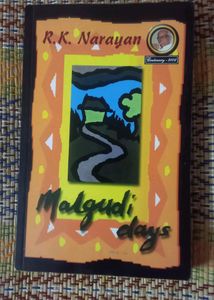 R.K. Narayan
Centenary - 2006
Malgudi
days